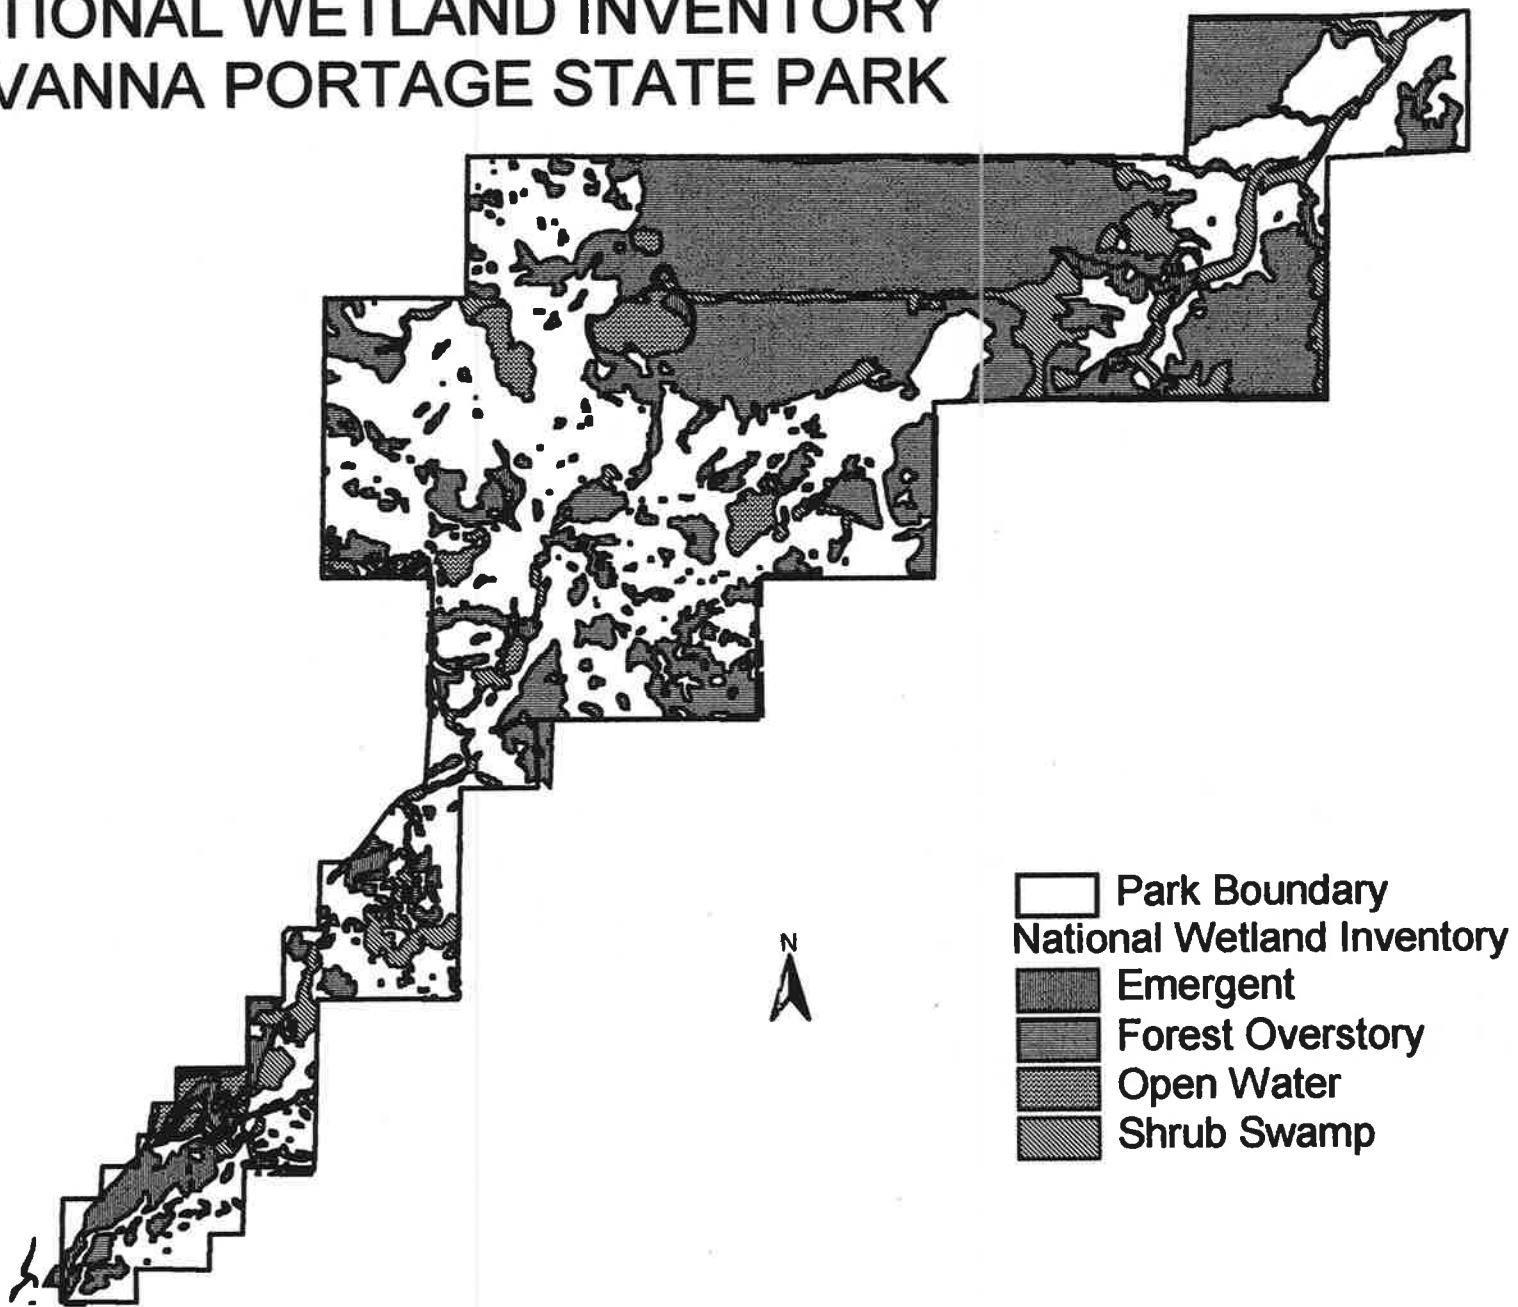 TIONAL WETLAND INVENTORY
VANNA PORTAGE STATE PARK
N
Park Boundary
National Wetland Inventory
Emergent
Forest Overstory
Open Water
Shrub Swamp